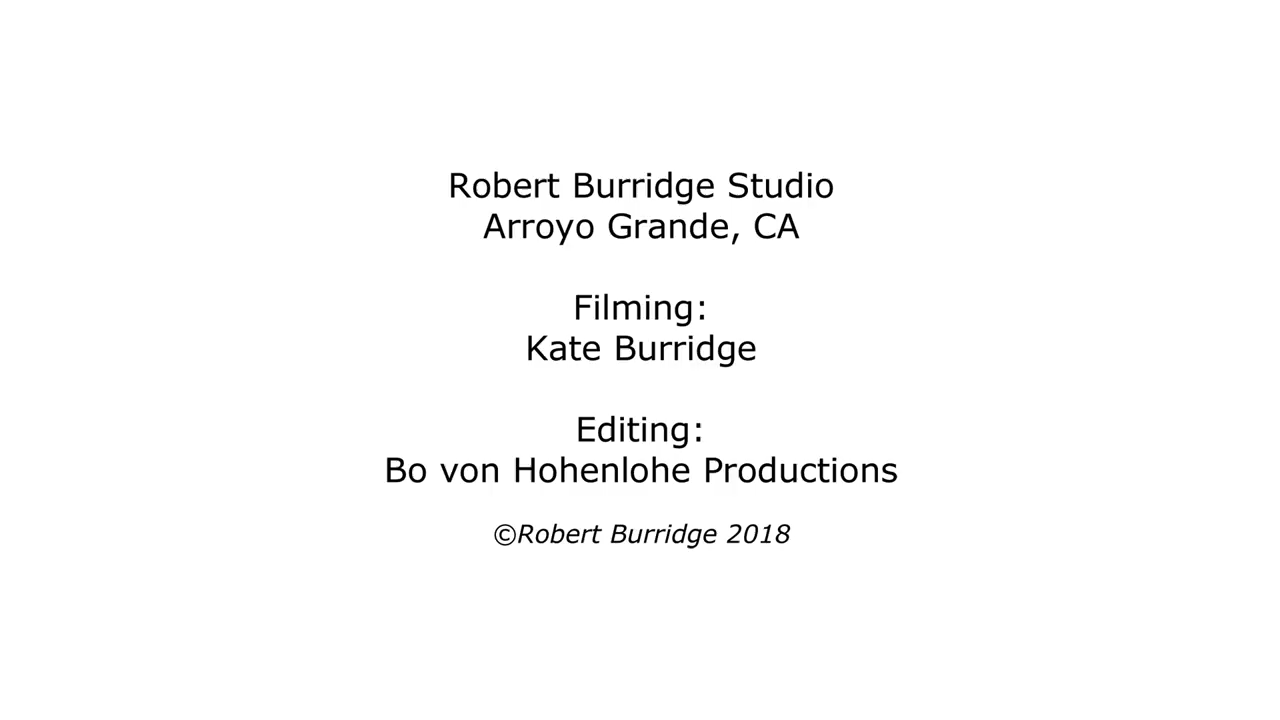 Robert Burridge Studio
Arroyo Grande, CA
Filming:
Kate Burridge
Editing:
Bo von Hohenlohe Productions
©Robert Burridge 2018